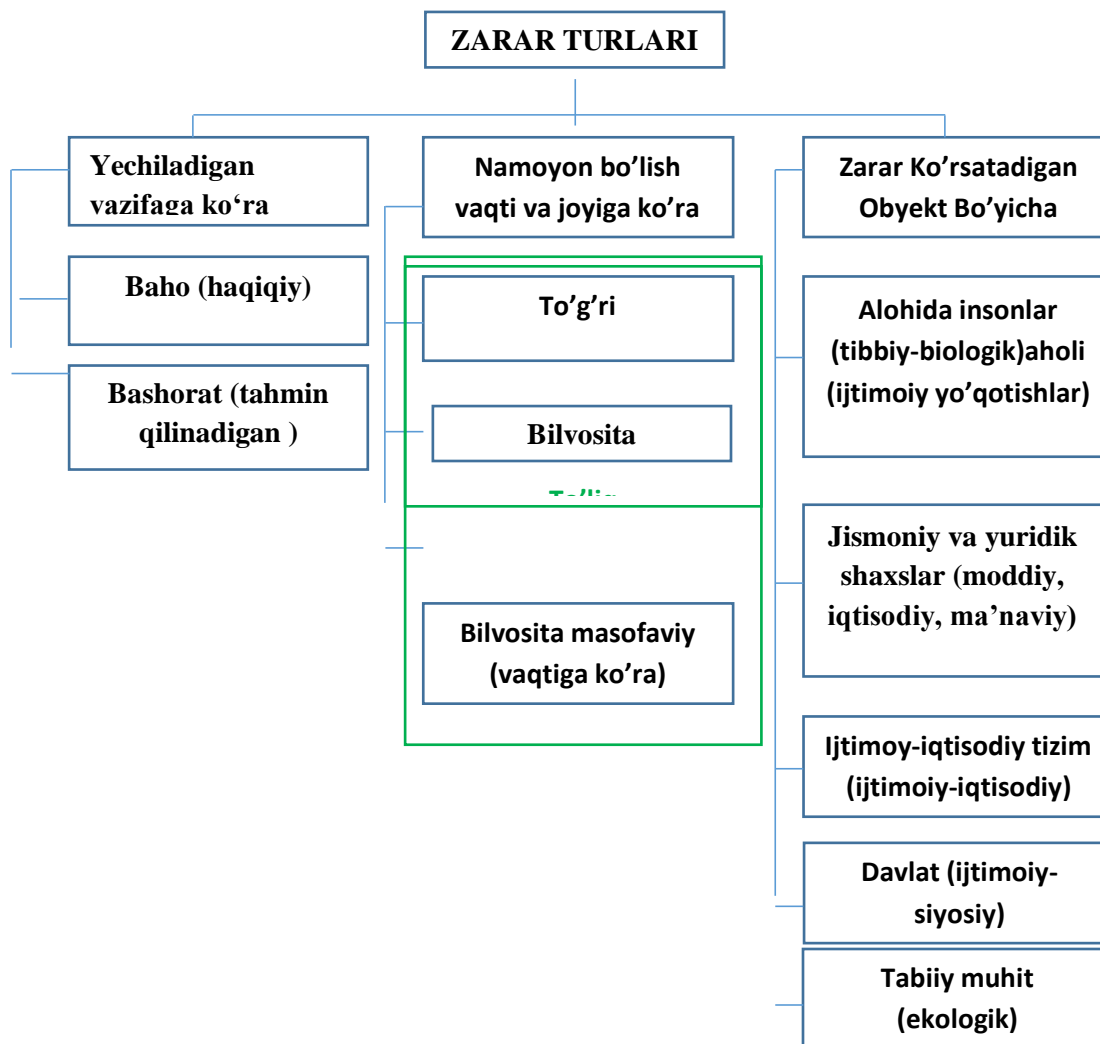 ZARAR TURLARI
Yechiladigan
vazifaga ko‘ra
Baho (haqiqiy)
Bashorat (tahmin
qilinadigan )
Namoyon bo’lish
vaqti va joyiga ko’ra
To’g’ri
Bilvosita
Bilvosita masofaviy
(vaqtiga ko’ra)
Zarar Ko’rsatadigan
Obyekt Bo’yicha
Alohida insonlar
(tibbiy-biologik)aholi
(ijtimoiy yo’qotishlar)
Jismoniy va yuridik
shaxslar (moddiy,
iqtisodiy, ma’naviy)
Ijtimoy-iqtisodiy tizim
(ijtimoiy-iqtisodiy)
Davlat (ijtimoiy-
siyosiy)
Tabiiy muhit
(ekologik)